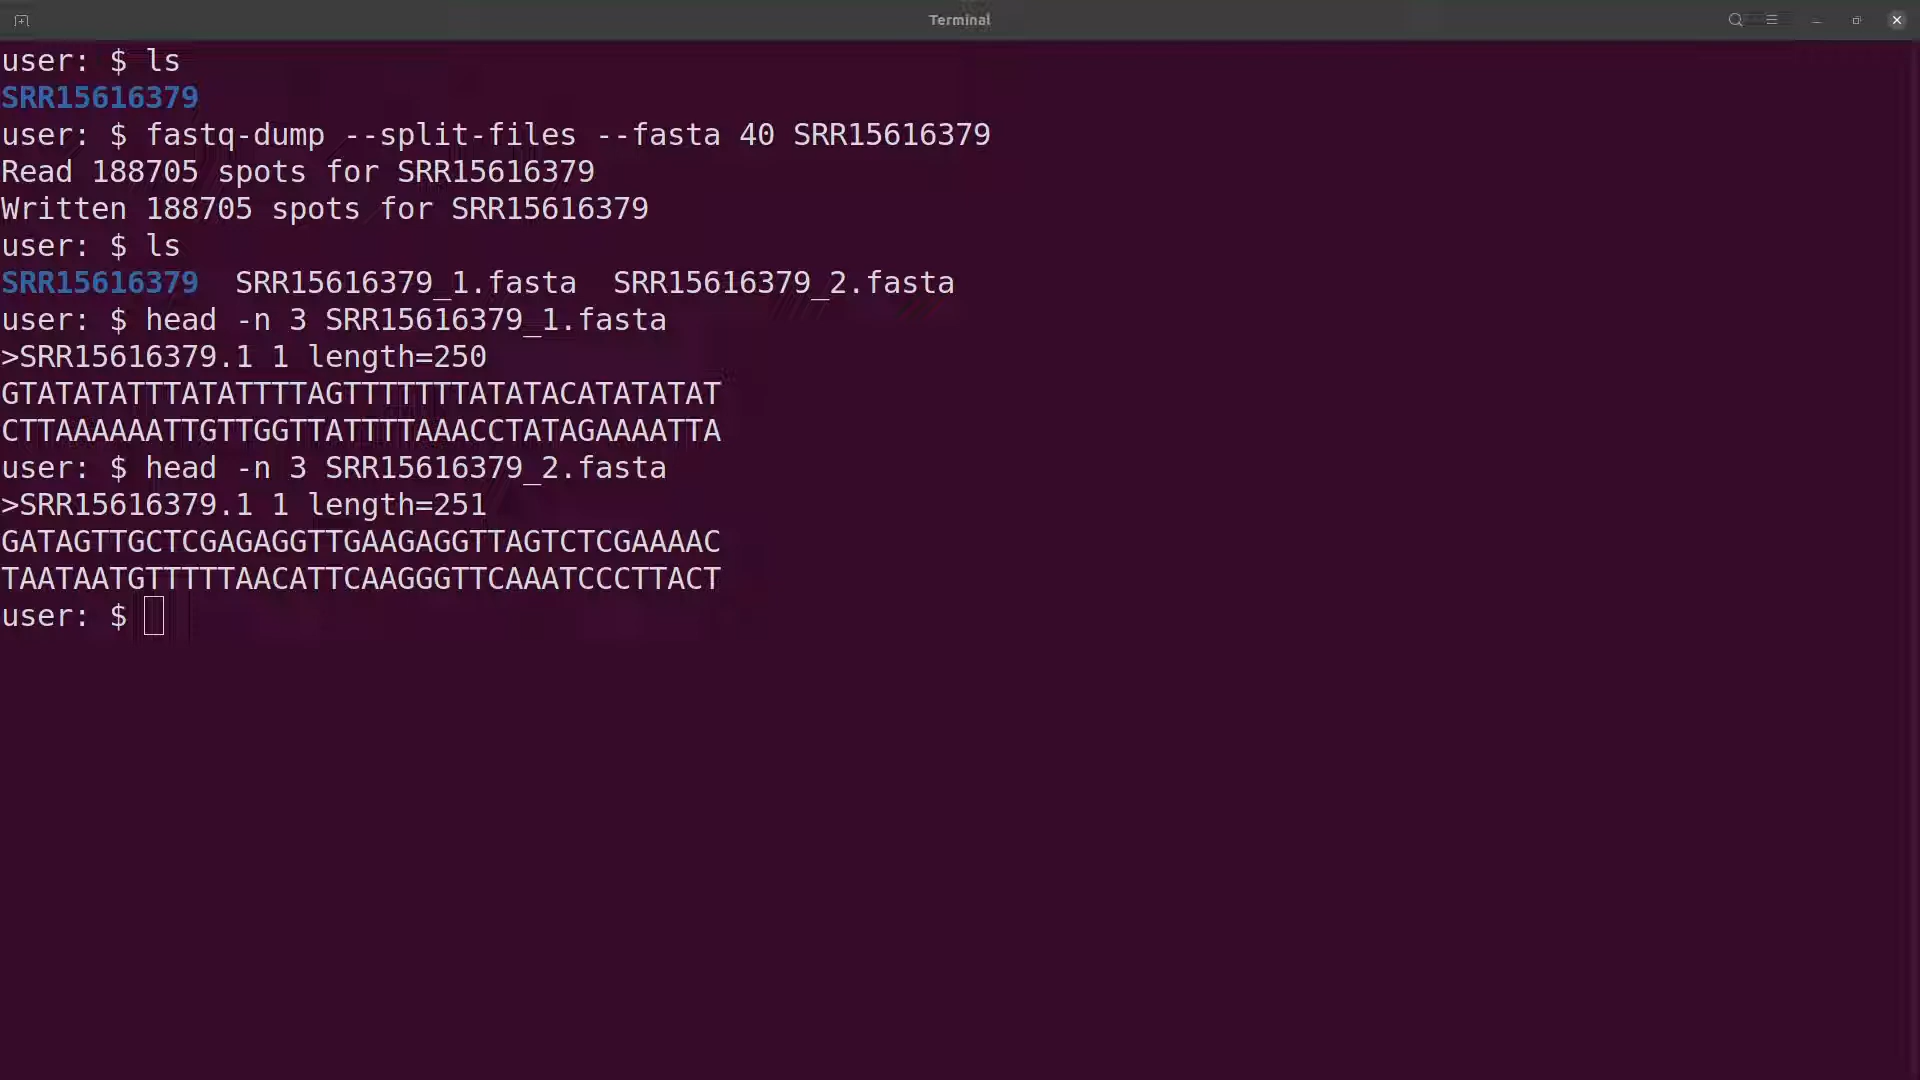 Terminal
user: $ ls
SRR15616379
user: $ fastq-dump --split-files --fasta 40 SRR15616379
Read 188705 spots for SRR15616379
Written 188705 spots for SRR15616379
user: $ ls
SRR15616379  SRR15616379_1.fasta  SRR15616379_2.fasta
user: $ head -n 3 SRR15616379_1.fasta
>SRR15616379.1 1 length=250
GTATATATTTATATTTTAGTTTTTTTATATACATATATAT
CTTAAAAAATTGTTGGTTATTTTAAACCTATAGAAAATTA
user: $ head -n 3 SRR15616379_2.fasta
>SRR15616379.1 1 length=251
GATAGTTGCTCGAGAGGTTGAAGAGGTTAGTCTCGAAAAC
TAATAATGTTTTTAACATTCAAGGGTTCAAATCCCTTACT
user: $